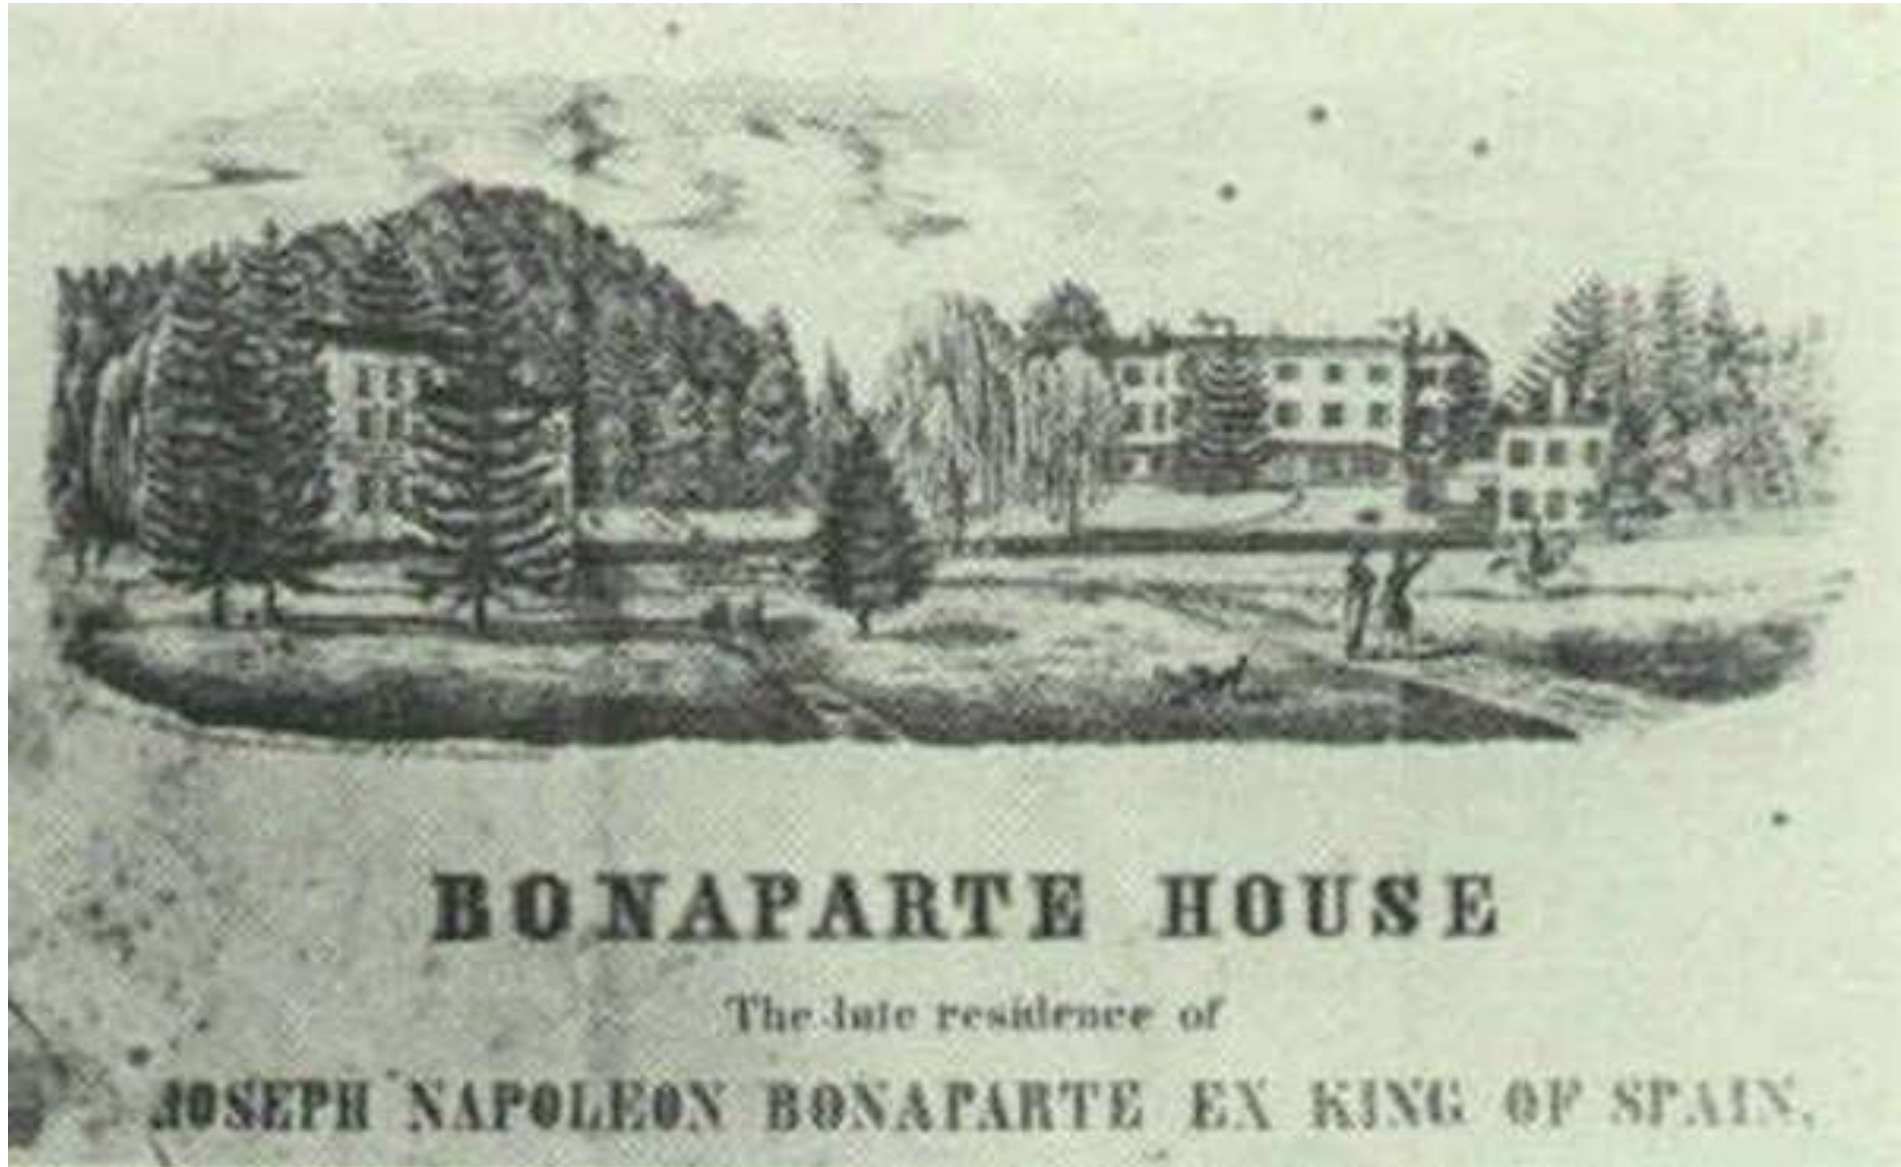 BONAPARTE HOUSE
The late residence of
JOSEPH NAPOLEON BONAPARTE EX KING OF SPAIN,